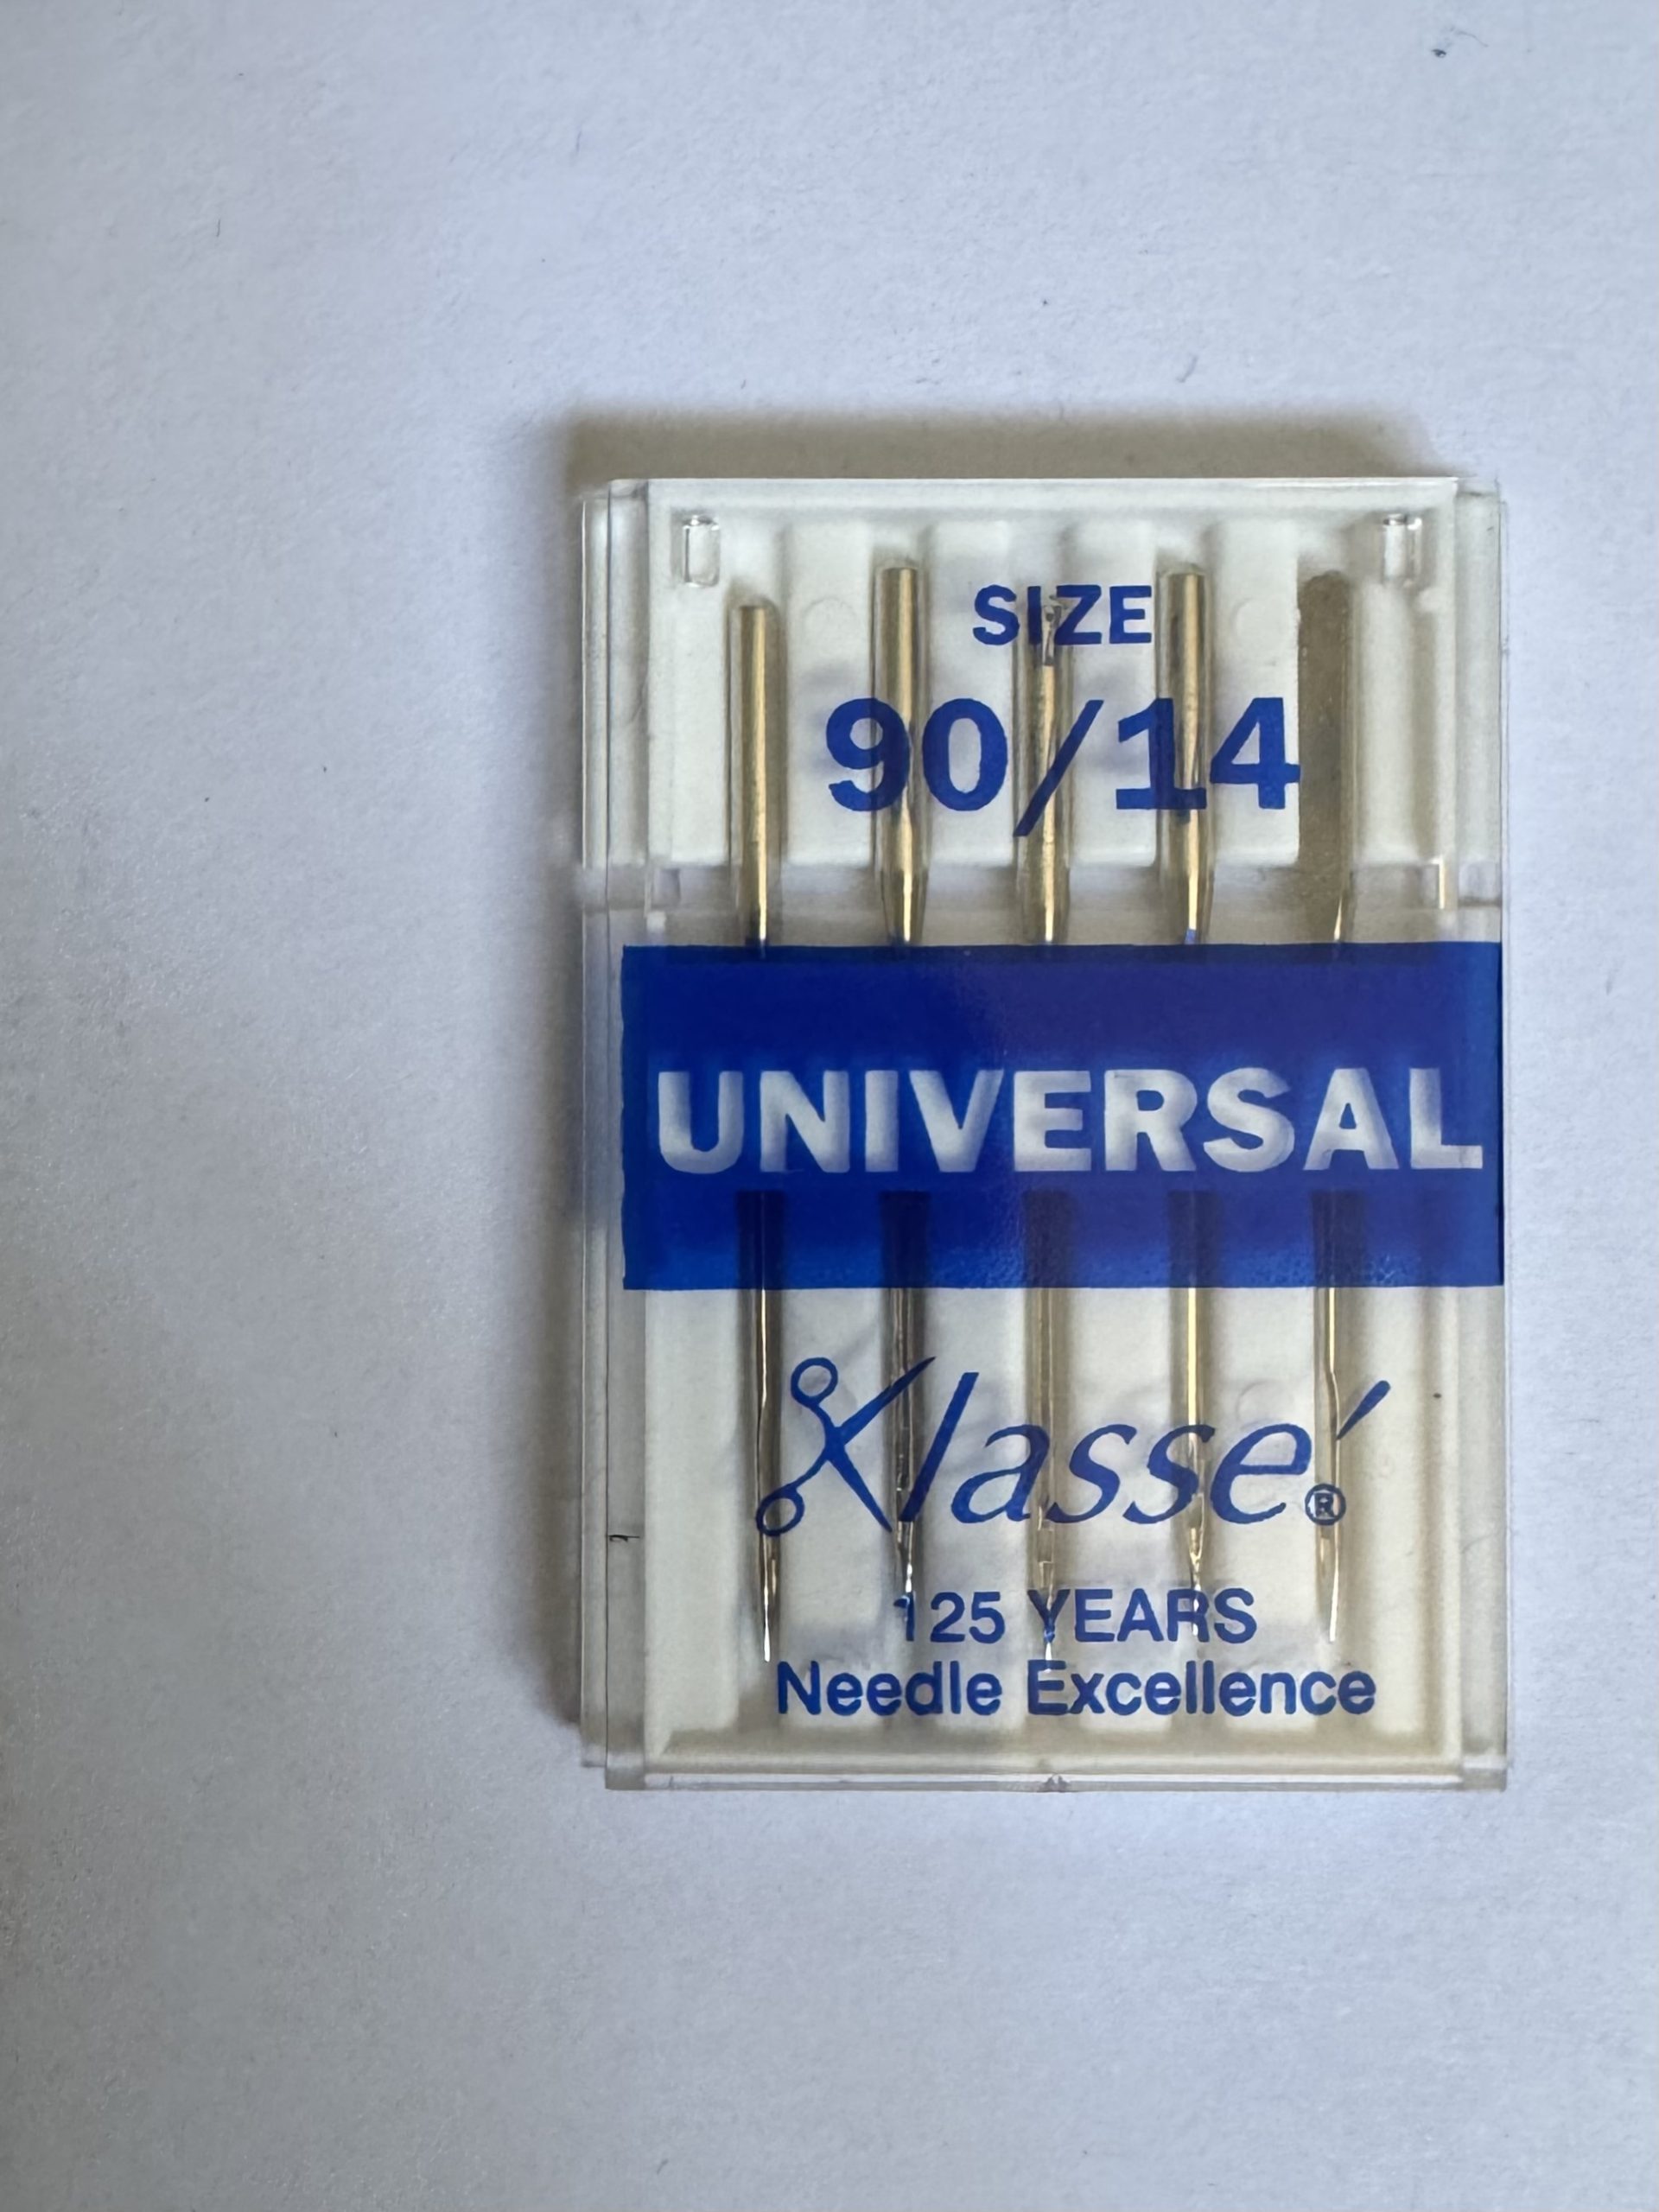 SIZE
90/14
UNIVERSAL
Klassé®
125 YEARS
Needle Excellence